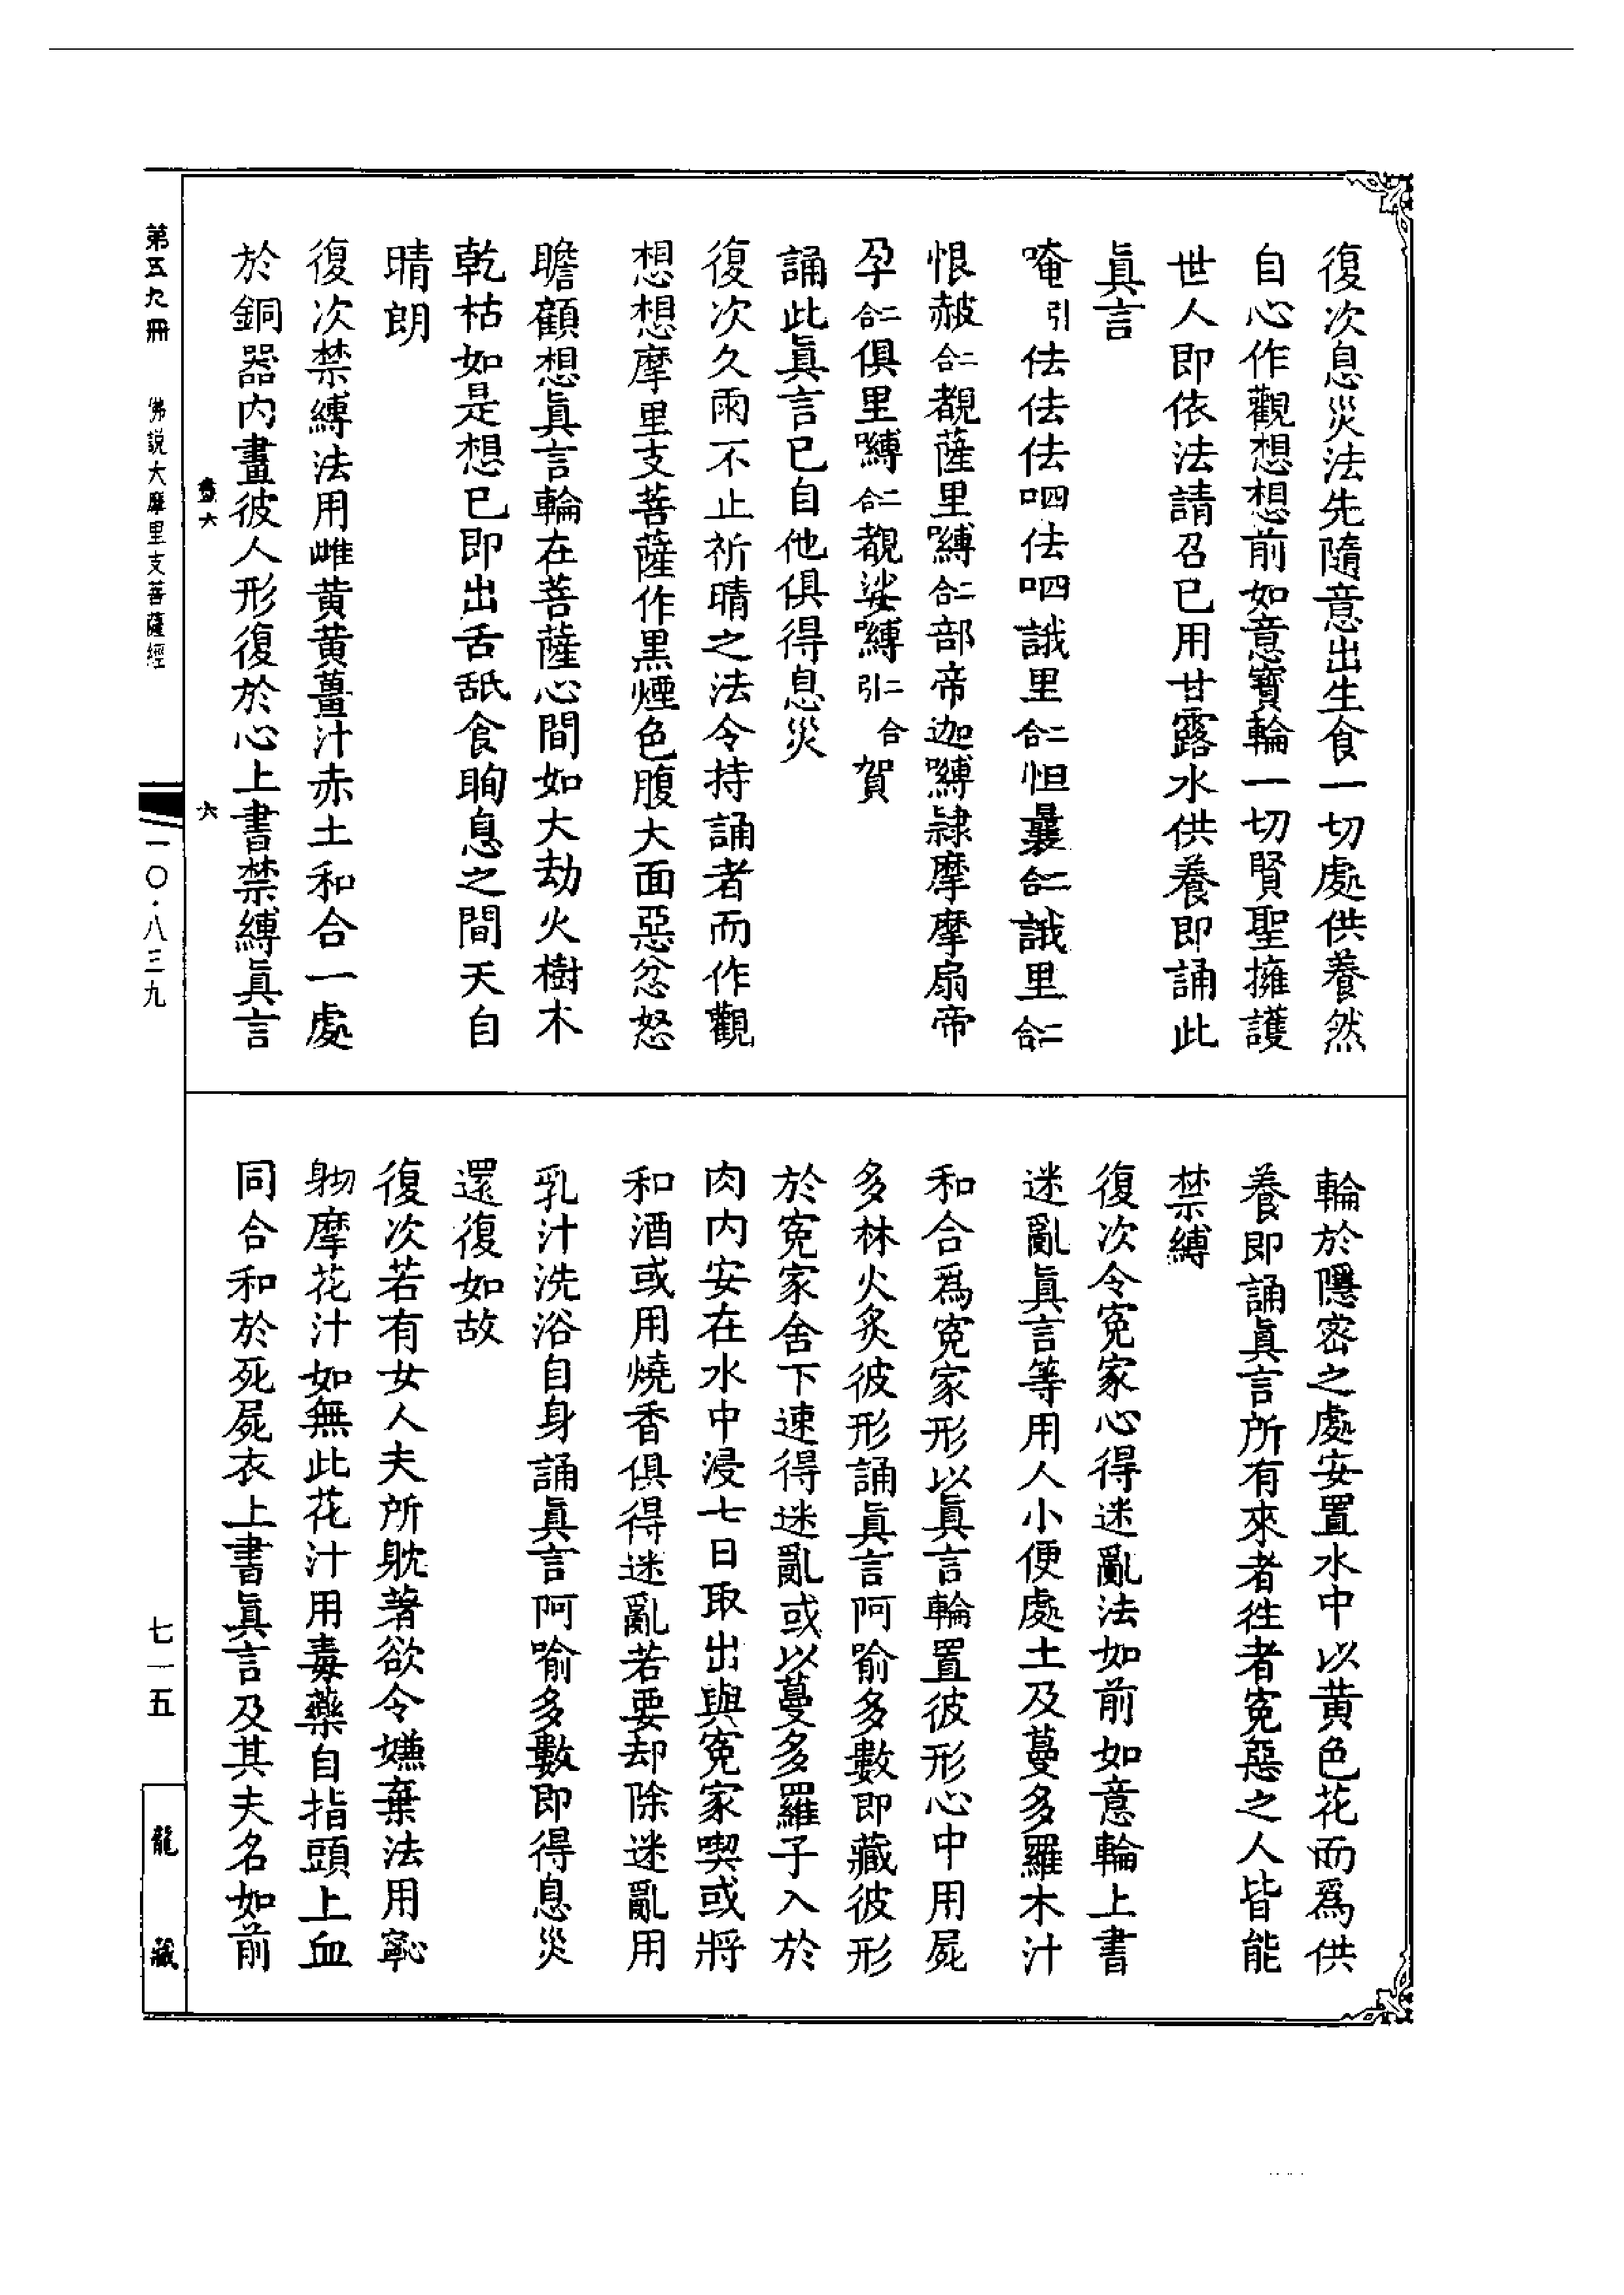 復次息災法先隨意出生食一切處供養然
自心作觀想想前如意寶輪一切賢聖擁護
世人即依法請召已用甘露水供養即誦此
眞言
唵引佉佉佉呬佉呬誐里二合怛曩二合誐里二合
恨赦二合覩薩里嚩二合部帝迦嚩隷摩摩扇帝
孕二合俱里嚩二合覩娑嚩二合引賀
誦此眞言已自他俱得息災
復次久雨不止祈晴之法令持誦者而作觀
想想摩里支菩薩作黑煙色腹大面惡忿怒
瞻顧想眞言輪在菩薩心間如大劫火樹木
乾枯如是想已即出舌舐食眴息之間天自
晴朗
復次禁縛法用雌黃黃薑汁赤土和合一處
於銅器內畫彼人形復於心上書禁縛眞言
輪於隱密之處安置水中以黃色花而爲供
養即誦眞言所有來者往者寃惡之人皆能
禁縛
復次令寃家心得迷亂法如前如意輪上書
迷亂眞言等用人小便處土及蔓多羅木汁
和合爲寃家形以眞言輪置彼形心中用屍
多林火炙彼形誦眞言阿喻多數即藏彼形
於寃家舍下速得迷亂或以蔓多羅子入於
肉內安在水中浸七日取出與寃家喫或將
和酒或用燒香俱得迷亂若要却除迷亂用
乳汁洗浴自身誦眞言阿喻多數即得息災
還復如故
復次若有女人夫所躭著欲令嫌棄法用寧
沏摩花汁如無此花汁用毒藥自指頭上血
同合和於死屍衣上書眞言及其夫名如前
六
第五九冊 佛說大摩里支菩薩經
一〇·八三九
七一五
龍藏